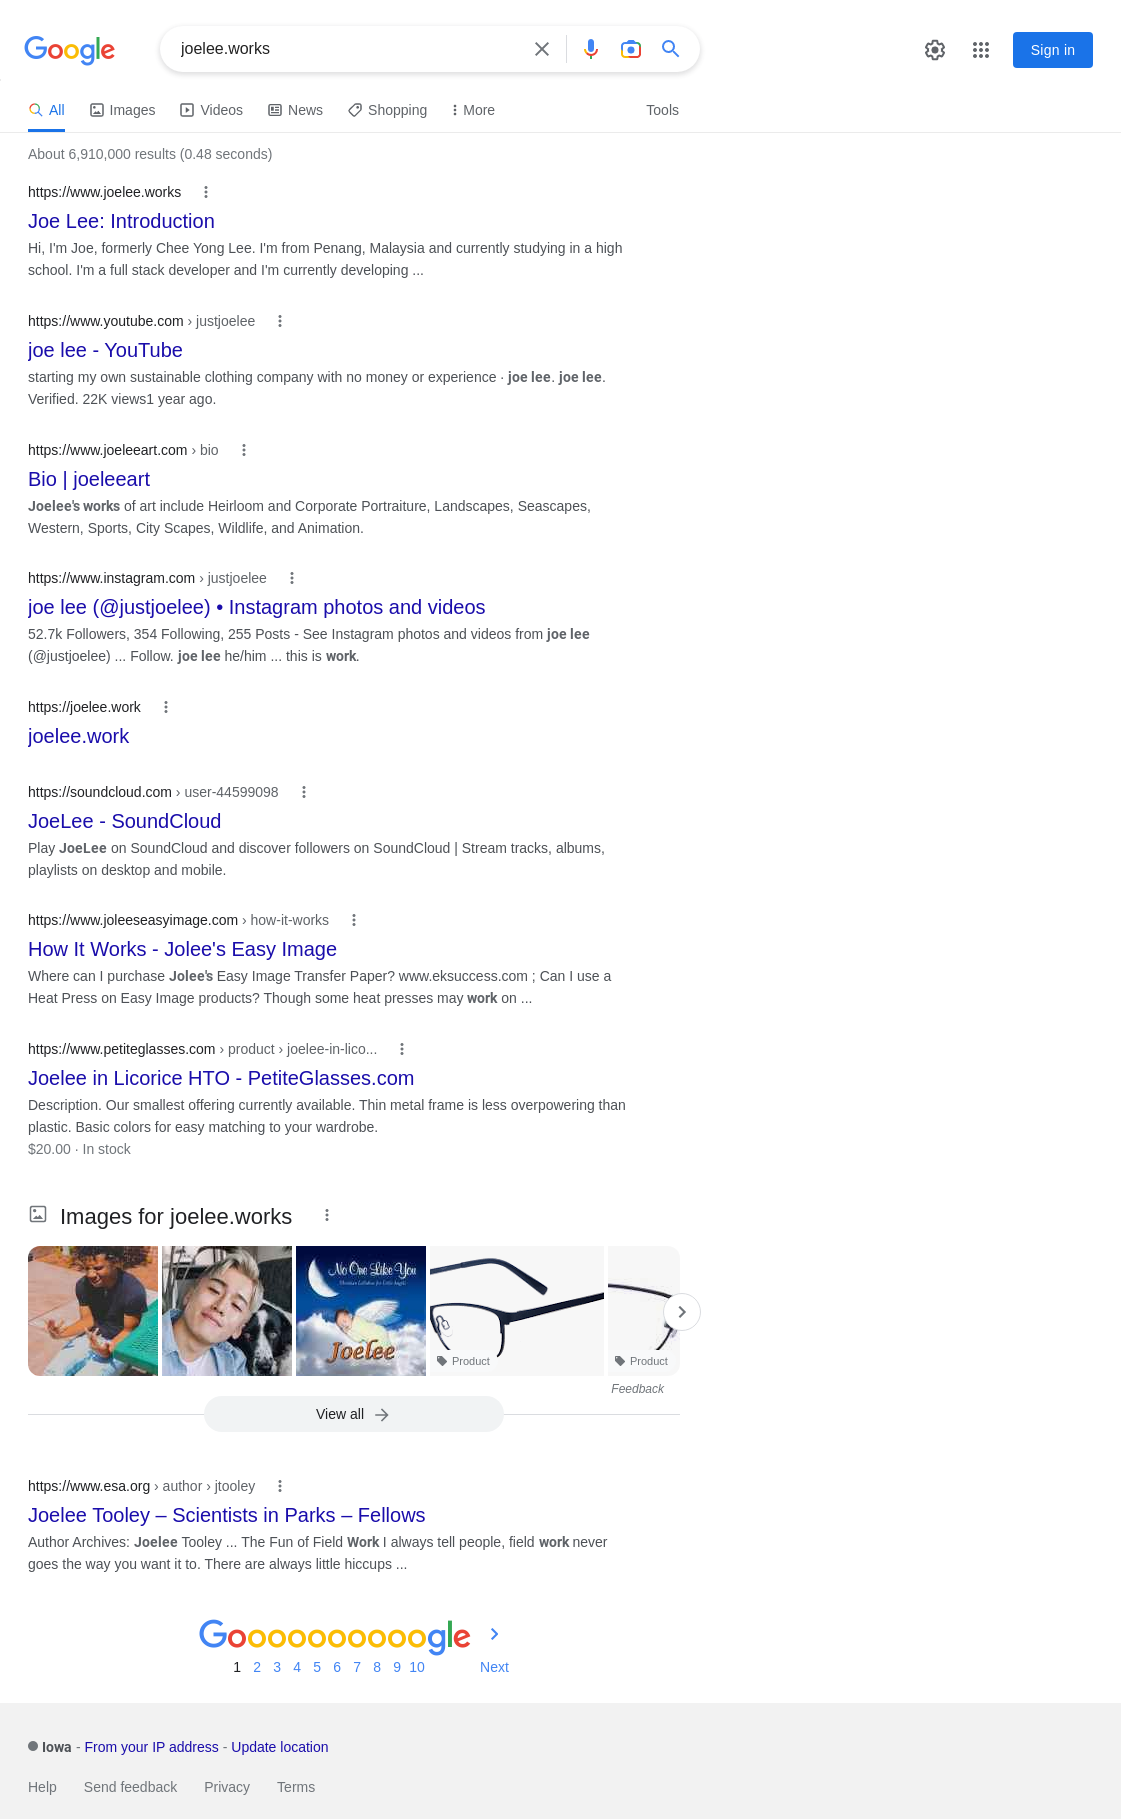 Google
joelee.works
Sign in
All
Images
Videos
News
Shopping
More
Tools
About 6,910,000 results (0.48 seconds)
https://www.joelee.works
Joe Lee: Introduction
Hi, I'm Joe, formerly Chee Yong Lee. I'm from Penang, Malaysia and currently studying in a high
school. I'm a full stack developer and I'm currently developing ...
https://www.youtube.com › justjoelee
joe lee - YouTube
starting my own sustainable clothing company with no money or experience · joe lee. joe lee.
Verified. 22K views1 year ago.
https://www.joeleeart.com › bio
Bio | joeleeart
Joelee's works of art include Heirloom and Corporate Portraiture, Landscapes, Seascapes,
Western, Sports, City Scapes, Wildlife, and Animation.
https://www.instagram.com › justjoelee
joe lee (@justjoelee) • Instagram photos and videos
52.7k Followers, 354 Following, 255 Posts - See Instagram photos and videos from joe lee
(@justjoelee) ... Follow. joe lee he/him ... this is work.
https://joelee.work
joelee.work
https://soundcloud.com › user-44599098
JoeLee - SoundCloud
Play JoeLee on SoundCloud and discover followers on SoundCloud | Stream tracks, albums,
playlists on desktop and mobile.
https://www.joleeseasyimage.com › how-it-works
How It Works - Jolee's Easy Image
Where can I purchase Jolee's Easy Image Transfer Paper? www.eksuccess.com ; Can I use a
Heat Press on Easy Image products? Though some heat presses may work on ...
https://www.petiteglasses.com › product › joelee-in-lico...
Joelee in Licorice HTO - PetiteGlasses.com
Description. Our smallest offering currently available. Thin metal frame is less overpowering than
plastic. Basic colors for easy matching to your wardrobe.
$20.00 · In stock
Images for joelee.works
No One Like You
Joelee
Product
Product
Feedback
View all
https://www.esa.org › author › jtooley
Joelee Tooley – Scientists in Parks – Fellows
Author Archives: Joelee Tooley ... The Fun of Field Work I always tell people, field work never
goes the way you want it to. There are always little hiccups ...
Goooooooooogle
1 2 3 4 5 6 7 8 9 10 Next
Iowa - From your IP address - Update location
Help Send feedback Privacy Terms